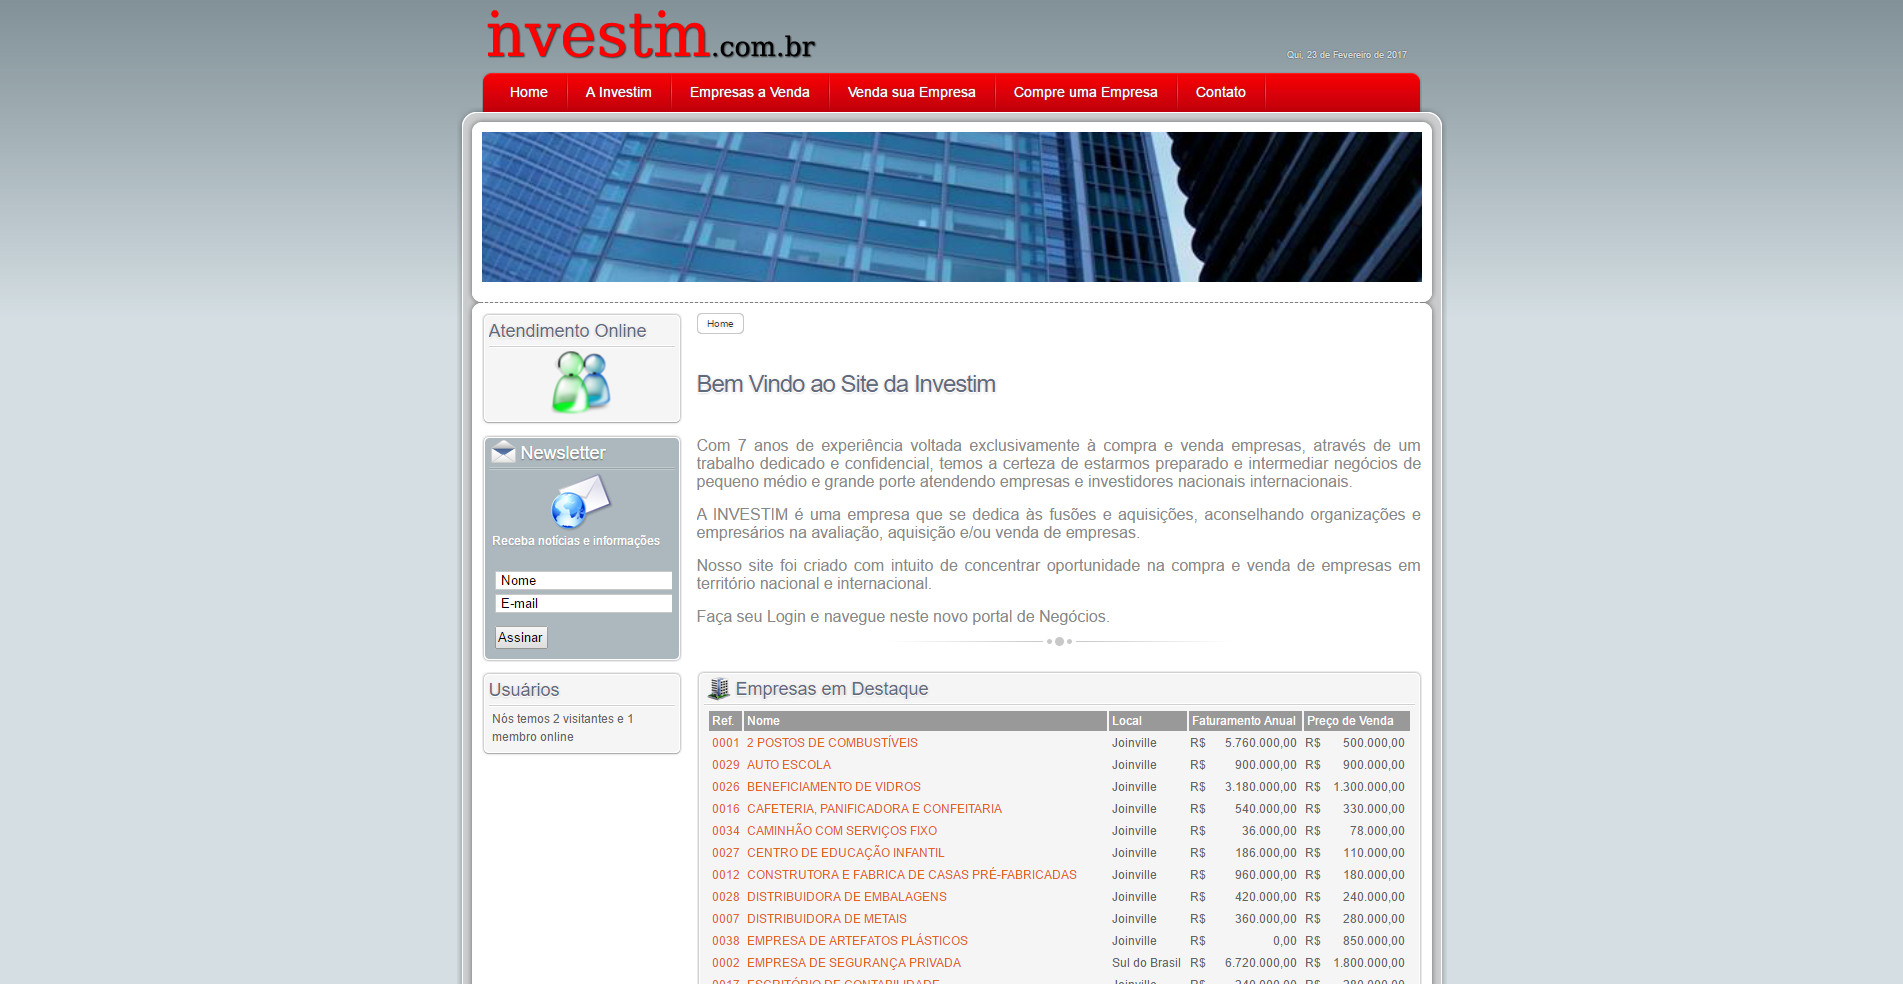 investim.com.br
Qui, 23 de Fevereiro de 2017
Home A Investim Empresas a Venda Venda sua Empresa Compre uma Empresa Contato
Atendimento Online
Newsletter
Receba notícias e informações
Nome
E-mail
Assinar
Usuários
Nós temos 2 visitantes e 1
membro online
Home
Bem Vindo ao Site da Investim
Com 7 anos de experiência voltada exclusivamente à compra e venda empresas, através de um
trabalho dedicado e confidencial, temos a certeza de estarmos preparado e intermediar negócios de
pequeno médio e grande porte atendendo empresas e investidores nacionais internacionais.
A INVESTIM é uma empresa que se dedica às fusões e aquisições, aconselhando organizações e
empresários na avaliação, aquisição e/ou venda de empresas.
Nosso site foi criado com intuito de concentrar oportunidade na compra e venda de empresas em
território nacional e internacional.
Faça seu Login e navegue neste novo portal de Negócios.
Empresas em Destaque
Ref. Nome Local Faturamento Anual Preço de Venda
0001 2 POSTOS DE COMBUSTÍVEIS Joinville R$ 5.760.000,00 R$ 500.000,00
0029 AUTO ESCOLA Joinville R$ 900.000,00 R$ 900.000,00
0026 BENEFICIAMENTO DE VIDROS Joinville R$ 3.180.000,00 R$ 1.300.000,00
0016 CAFETERIA, PANIFICADORA E CONFEITARIA Joinville R$ 540.000,00 R$ 330.000,00
0034 CAMINHÃO COM SERVIÇOS FIXO Joinville R$ 36.000,00 R$ 78.000,00
0027 CENTRO DE EDUCAÇÃO INFANTIL Joinville R$ 186.000,00 R$ 110.000,00
0012 CONSTRUTORA E FABRICA DE CASAS PRÉ-FABRICADAS Joinville R$ 960.000,00 R$ 180.000,00
0028 DISTRIBUIDORA DE EMBALAGENS Joinville R$ 420.000,00 R$ 240.000,00
0007 DISTRIBUIDORA DE METAIS Joinville R$ 360.000,00 R$ 280.000,00
0038 EMPRESA DE ARTEFATOS PLÁSTICOS Joinville R$ 0,00 R$ 850.000,00
0002 EMPRESA DE SEGURANÇA PRIVADA Sul do Brasil R$ 6.720.000,00 R$ 1.800.000,00
0017 ESCRITÓRIO DE CONTABILIDADE Joinville R$ 240.000,00 R$ 280.000,00